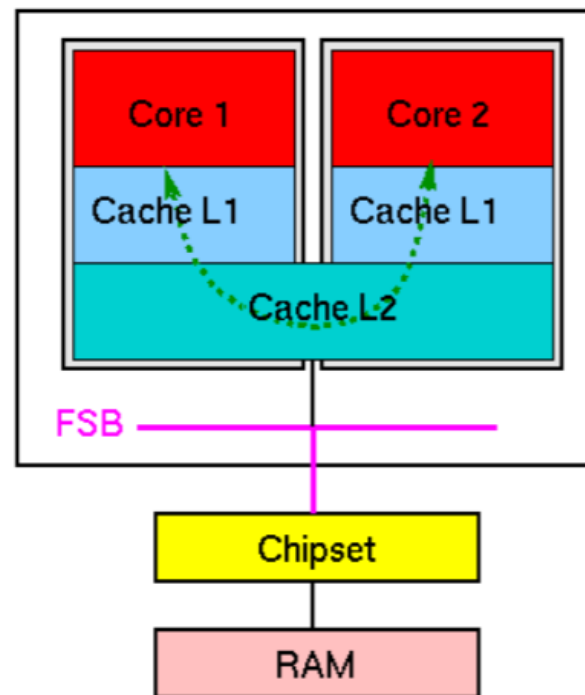 Core 1
Core 2
Cache L1
Cache L1
Cache L2
FSB
Chipset
RAM